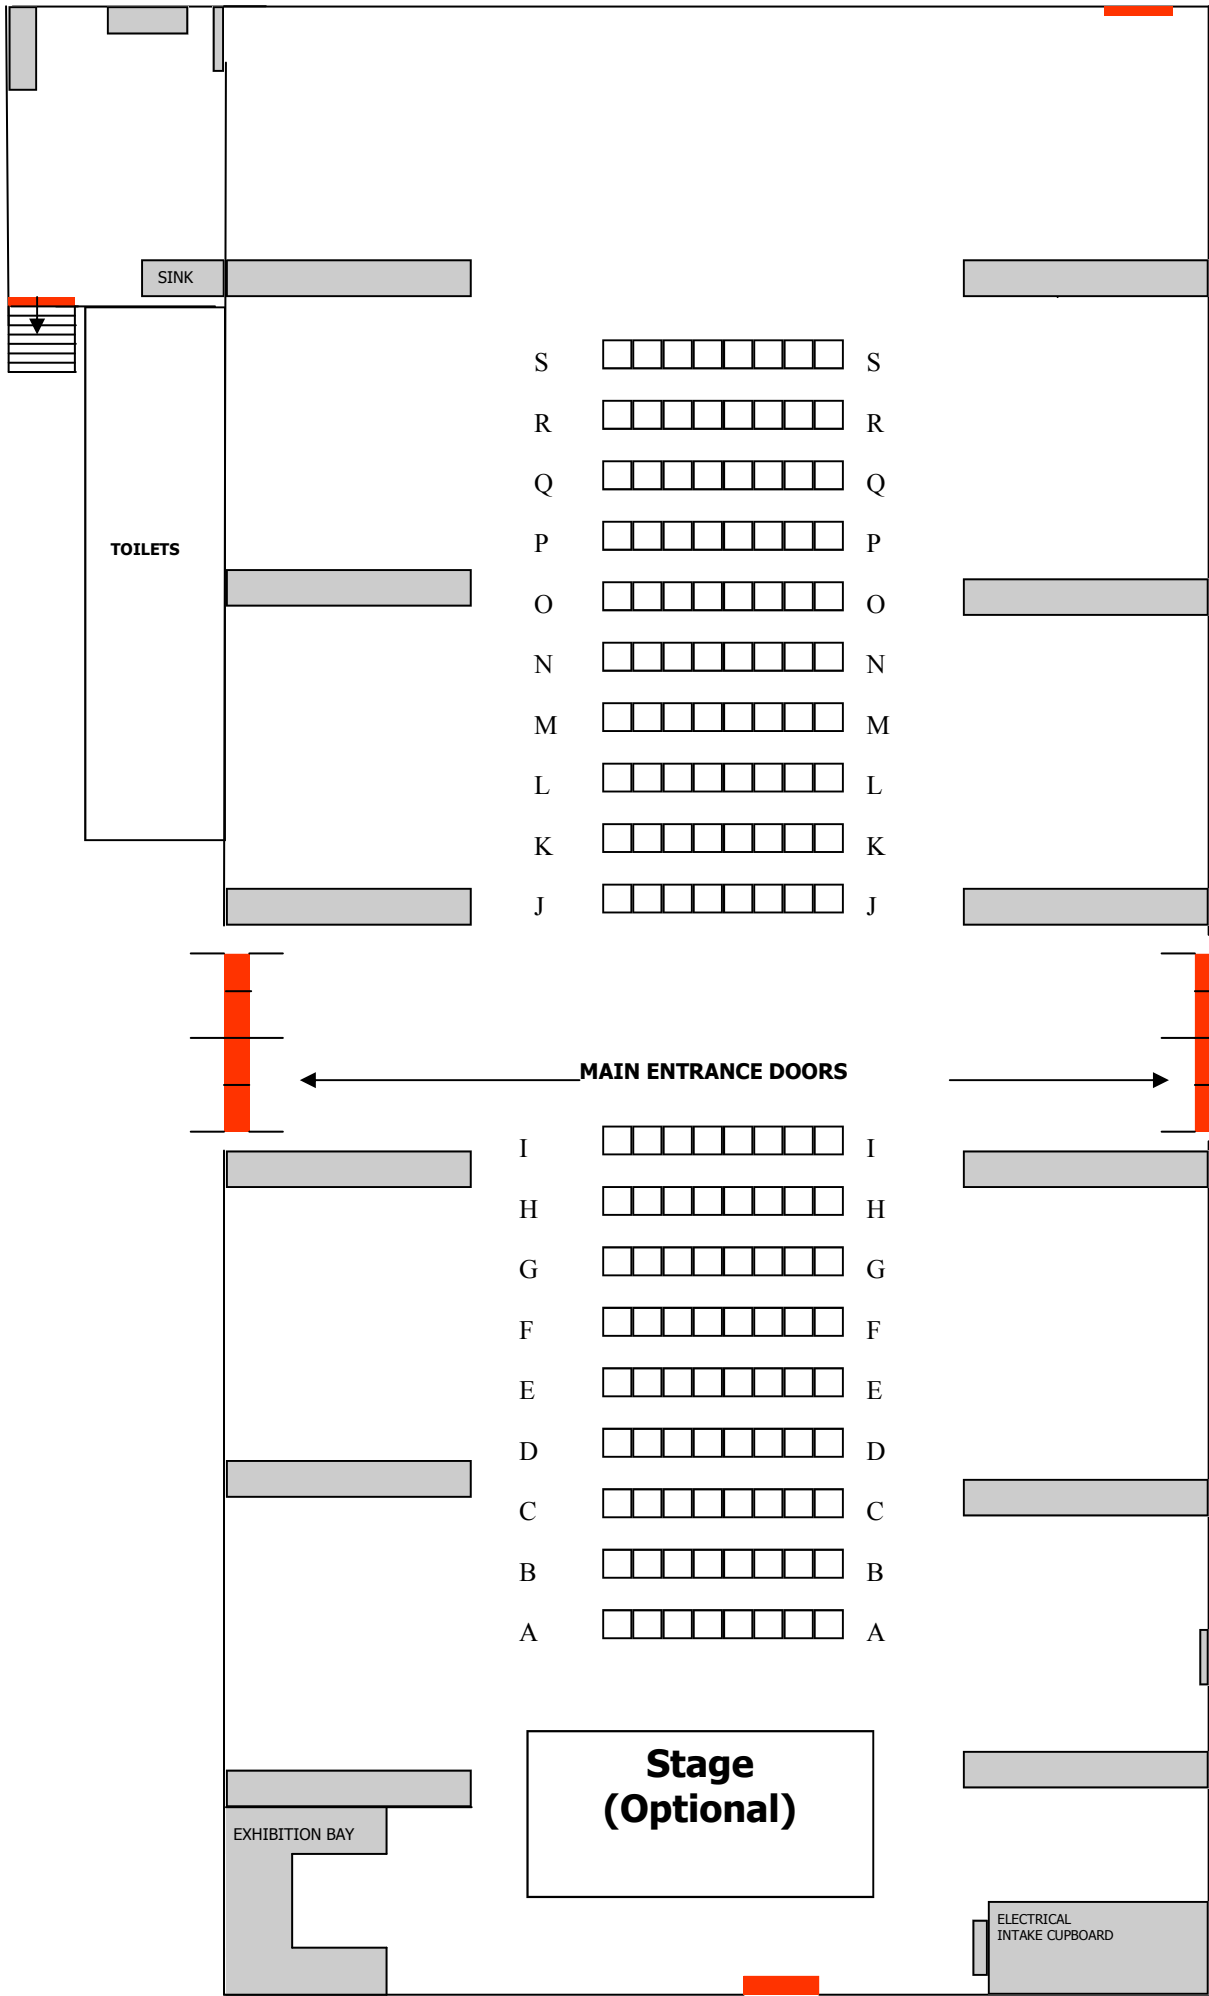 SINK
S S
R R
Q Q
TOILETS
P P
O O
N N
M M
L L
K K
J J
MAIN ENTRANCE DOORS
I I
H H
G G
F F
E E
D D
C C
B B
A A
Stage
(Optional)
EXHIBITION BAY
ELECTRICAL
INTAKE CUPBOARD